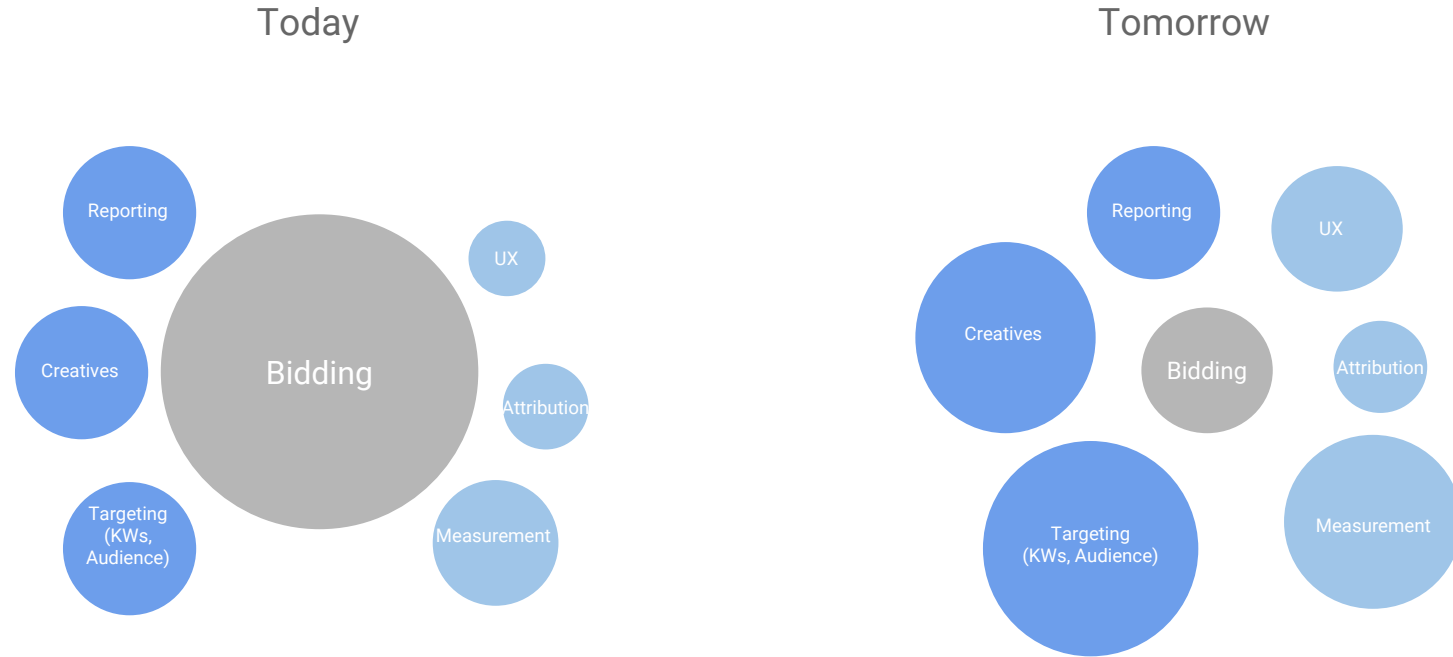 Today
Reporting
Creatives
Targeting
(KWs,
Audience)
Bidding
UX
Attribution
Measurement
Tomorrow
Reporting
UX
Creatives
Bidding
Attribution
Targeting
(KWs, Audience)
Measurement